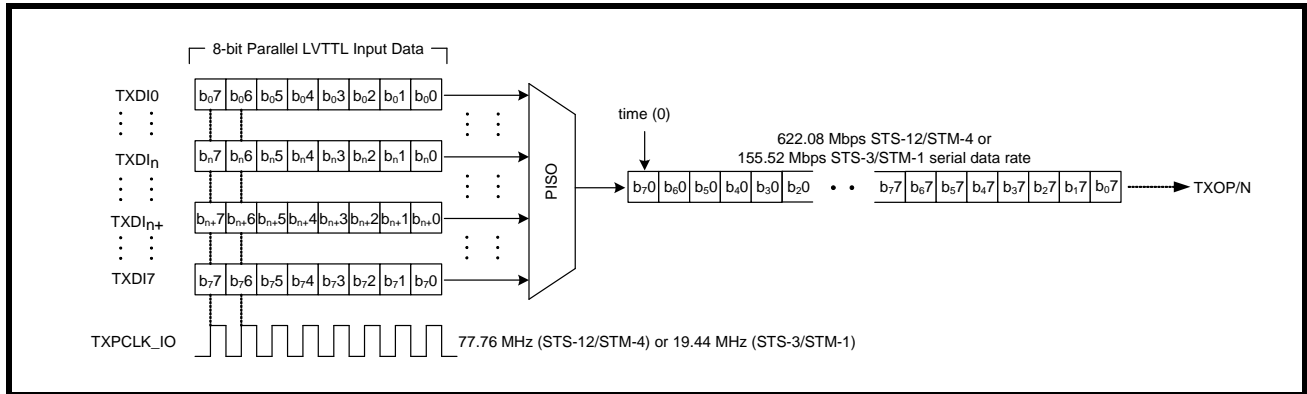 8-bit Parallel LVTTL Input Data
TXDI0 b₀7 b₀6 b₀5 b₀4 b₀3 b₀2 b₀1 b₀0
TXDIₙ bₙ7 bₙ6 bₙ5 bₙ4 bₙ3 bₙ2 bₙ1 bₙ0
TXDIₙ₊ bₙ₊7 bₙ₊6 bₙ₊5 bₙ₊4 bₙ₊3 bₙ₊2 bₙ₊1 bₙ₊0
TXDI7 b₇7 b₇6 b₇5 b₇4 b₇3 b₇2 b₇1 b₇0
TXPCLK_IO
77.76 MHz (STS-12/STM-4) or 19.44 MHz (STS-3/STM-1)
PISO
time (0)
622.08 Mbps STS-12/STM-4 or
155.52 Mbps STS-3/STM-1 serial data rate
b₇0 b₆0 b₅0 b₄0 b₃0 b₂0 b₇7 b₆7 b₅7 b₄7 b₃7 b₂7 b₁7 b₀7
TXOP/N